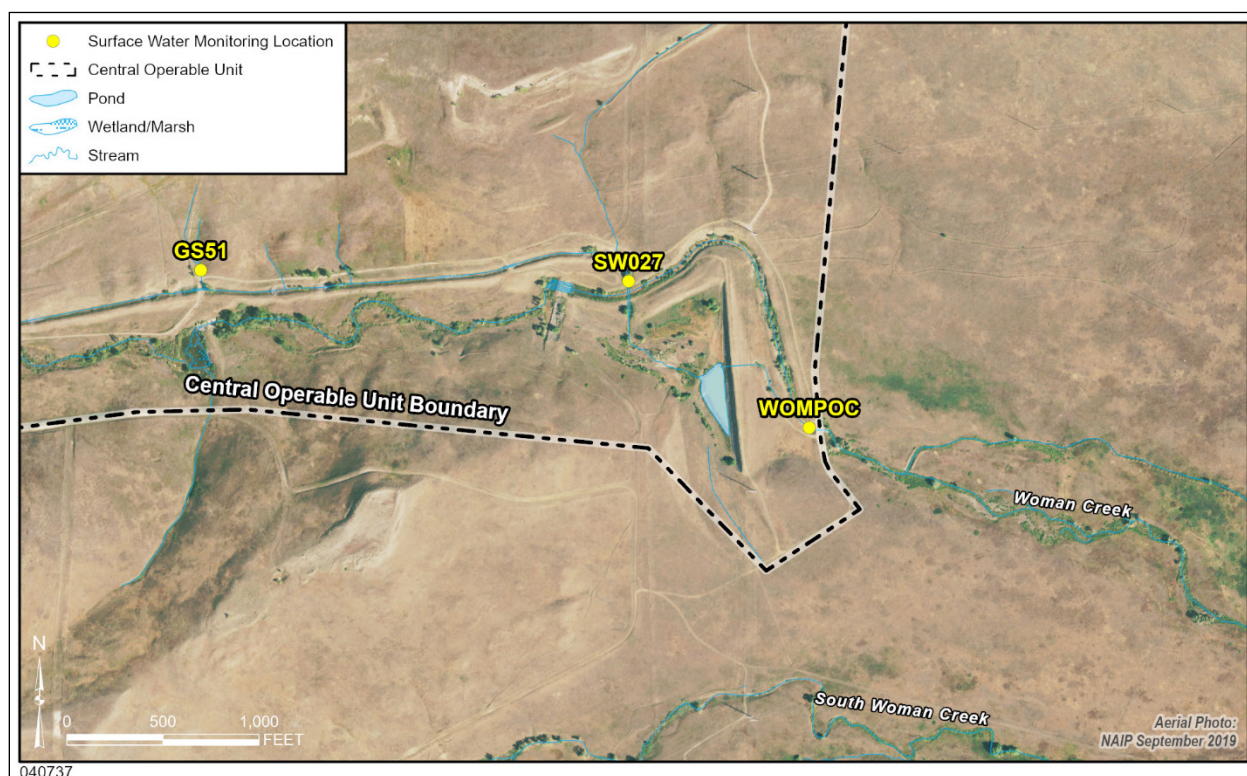 Surface Water Monitoring Location
Central Operable Unit
Pond
Wetland/Marsh
Stream
GS51
SW027
Central Operable Unit Boundary
WOMPOC
Woman Creek
N
0 500 1,000
FEET
South Woman Creek
Aerial Photo:
NAIP September 2019
040737